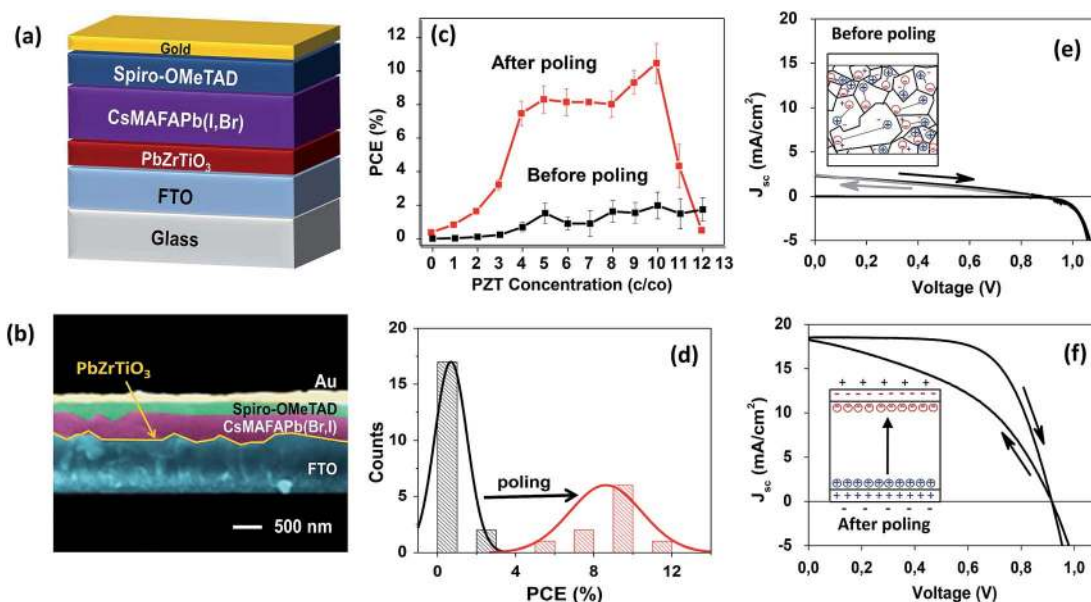 (a)
Gold
Spiro-OMeTAD
CsMAFAPb(I,Br)
PbZrTiO₃
FTO
Glass
(b)
PbZrTiO₃
Au
Spiro-OMeTAD
CsMAFAPb(Br,I)
FTO
500 nm
(c)
After poling
Before poling
PCE (%)
12
10
8
6
4
2
0
0 1 2 3 4 5 6 7 8 9 10 11 12 13
PZT Concentration (c/co)
(d)
poling
Counts
20
15
10
5
0
0 4 8 12
PCE (%)
Before poling
(e)
J_sc (mA/cm²)
20
15
10
5
0
-5
0,0 0,2 0,4 0,6 0,8 1,0
Voltage (V)
(f)
J_sc (mA/cm²)
20
15
10
5
0
-5
+ + + + +
- - - - -
+ + + + + + + + +
- - - - -
After poling
0,0 0,2 0,4 0,6 0,8 1,0
Voltage (V)